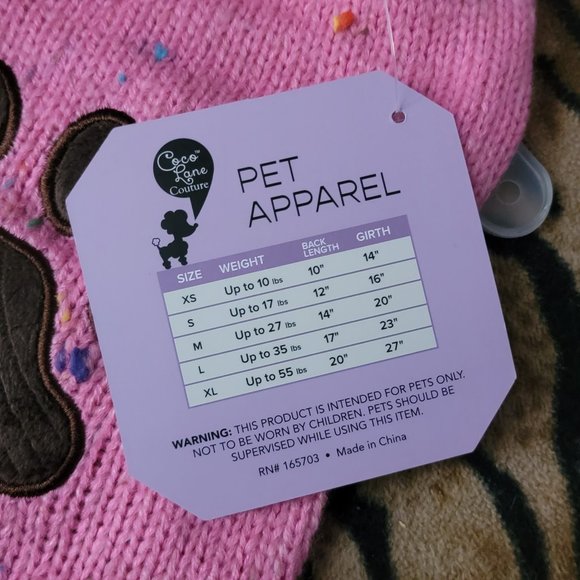 Coco™
Lane
Couture
PET
APPAREL
SIZE WEIGHT BACK LENGTH GIRTH
XS Up to 10 lbs 10" 14"
S Up to 17 lbs 12" 16"
M Up to 27 lbs 14" 20"
L Up to 35 lbs 17" 23"
XL Up to 55 lbs 20" 27"
WARNING: THIS PRODUCT IS INTENDED FOR PETS ONLY.
NOT TO BE WORN BY CHILDREN. PETS SHOULD BE
SUPERVISED WHILE USING THIS ITEM.
RN# 165703 • Made in China